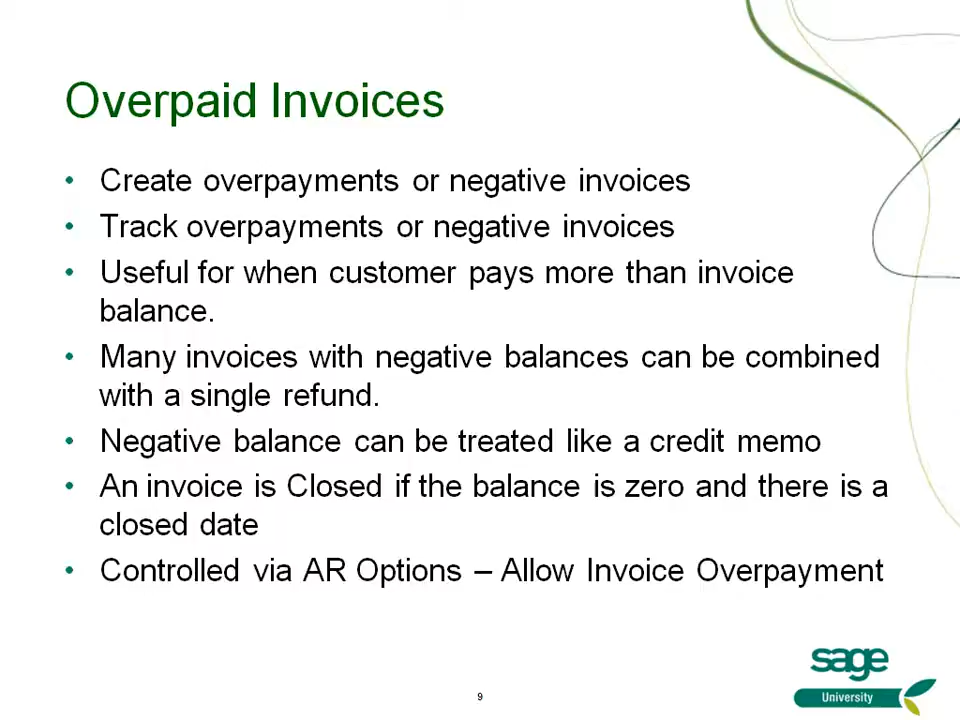 Overpaid Invoices
• Create overpayments or negative invoices
• Track overpayments or negative invoices
• Useful for when customer pays more than invoice
balance.
• Many invoices with negative balances can be combined
with a single refund.
• Negative balance can be treated like a credit memo
• An invoice is Closed if the balance is zero and there is a
closed date
• Controlled via AR Options – Allow Invoice Overpayment
sage
University
9